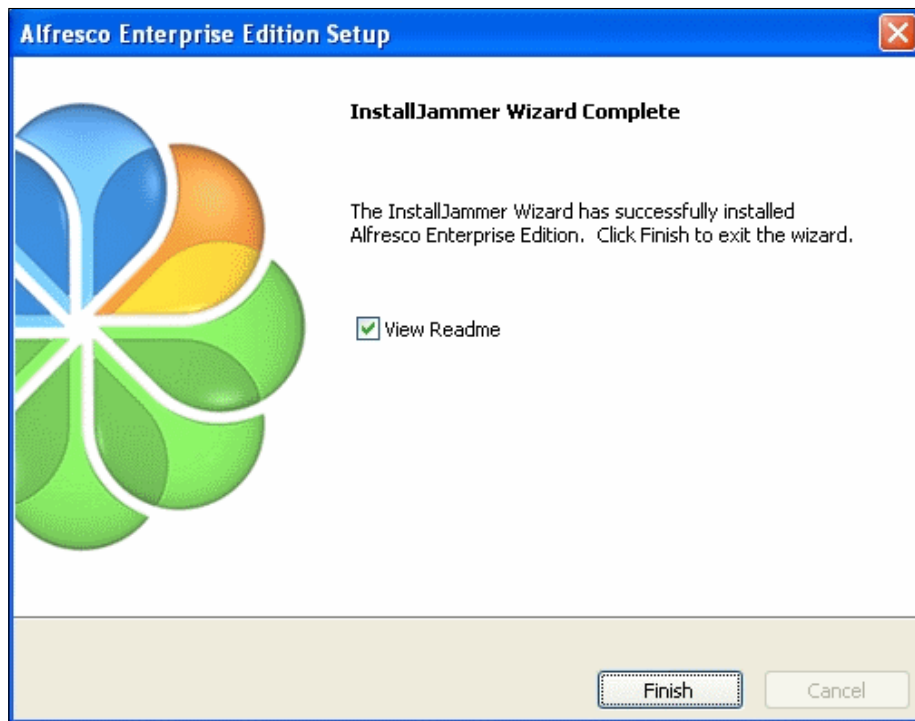 Alfresco Enterprise Edition Setup
InstallJammer Wizard Complete
The InstallJammer Wizard has successfully installed
Alfresco Enterprise Edition.  Click Finish to exit the wizard.
View Readme
Finish
Cancel